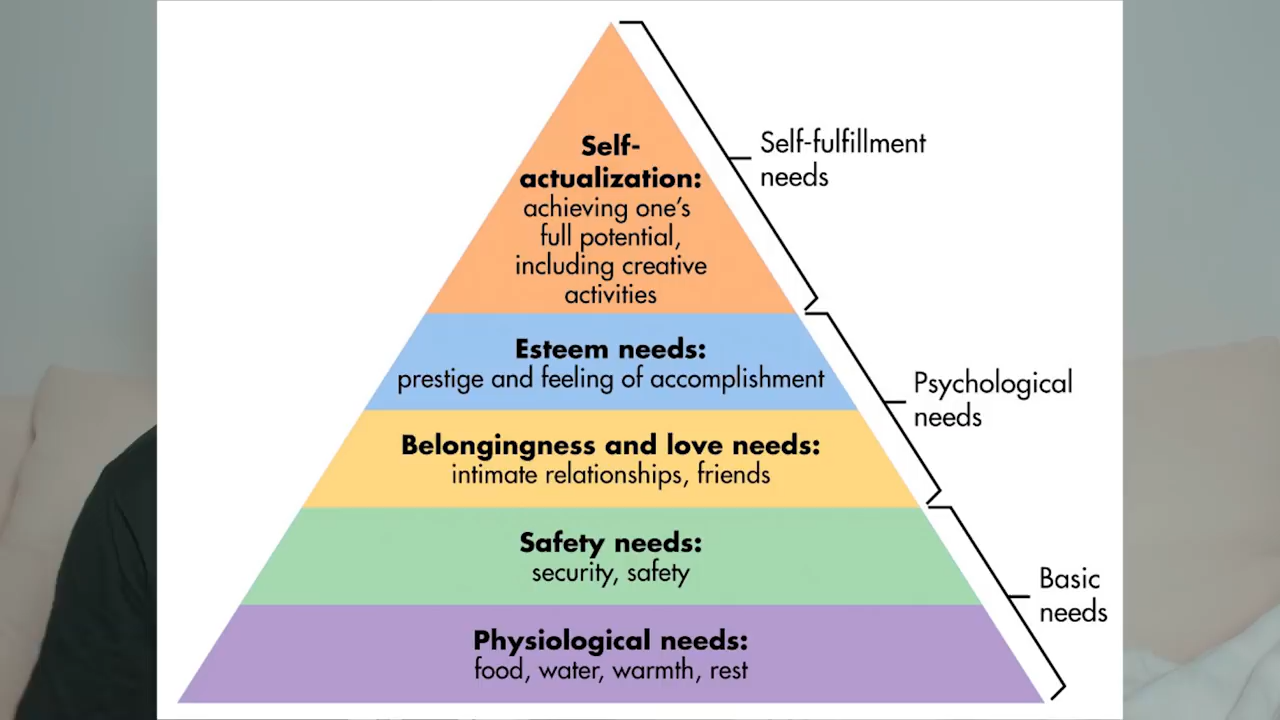 Self-
actualization:
achieving one's
full potential,
including creative
activities
Self-fulfillment
needs
Esteem needs:
prestige and feeling of accomplishment
Psychological
needs
Belongingness and love needs:
intimate relationships, friends
Safety needs:
security, safety
Basic
needs
Physiological needs:
food, water, warmth, rest